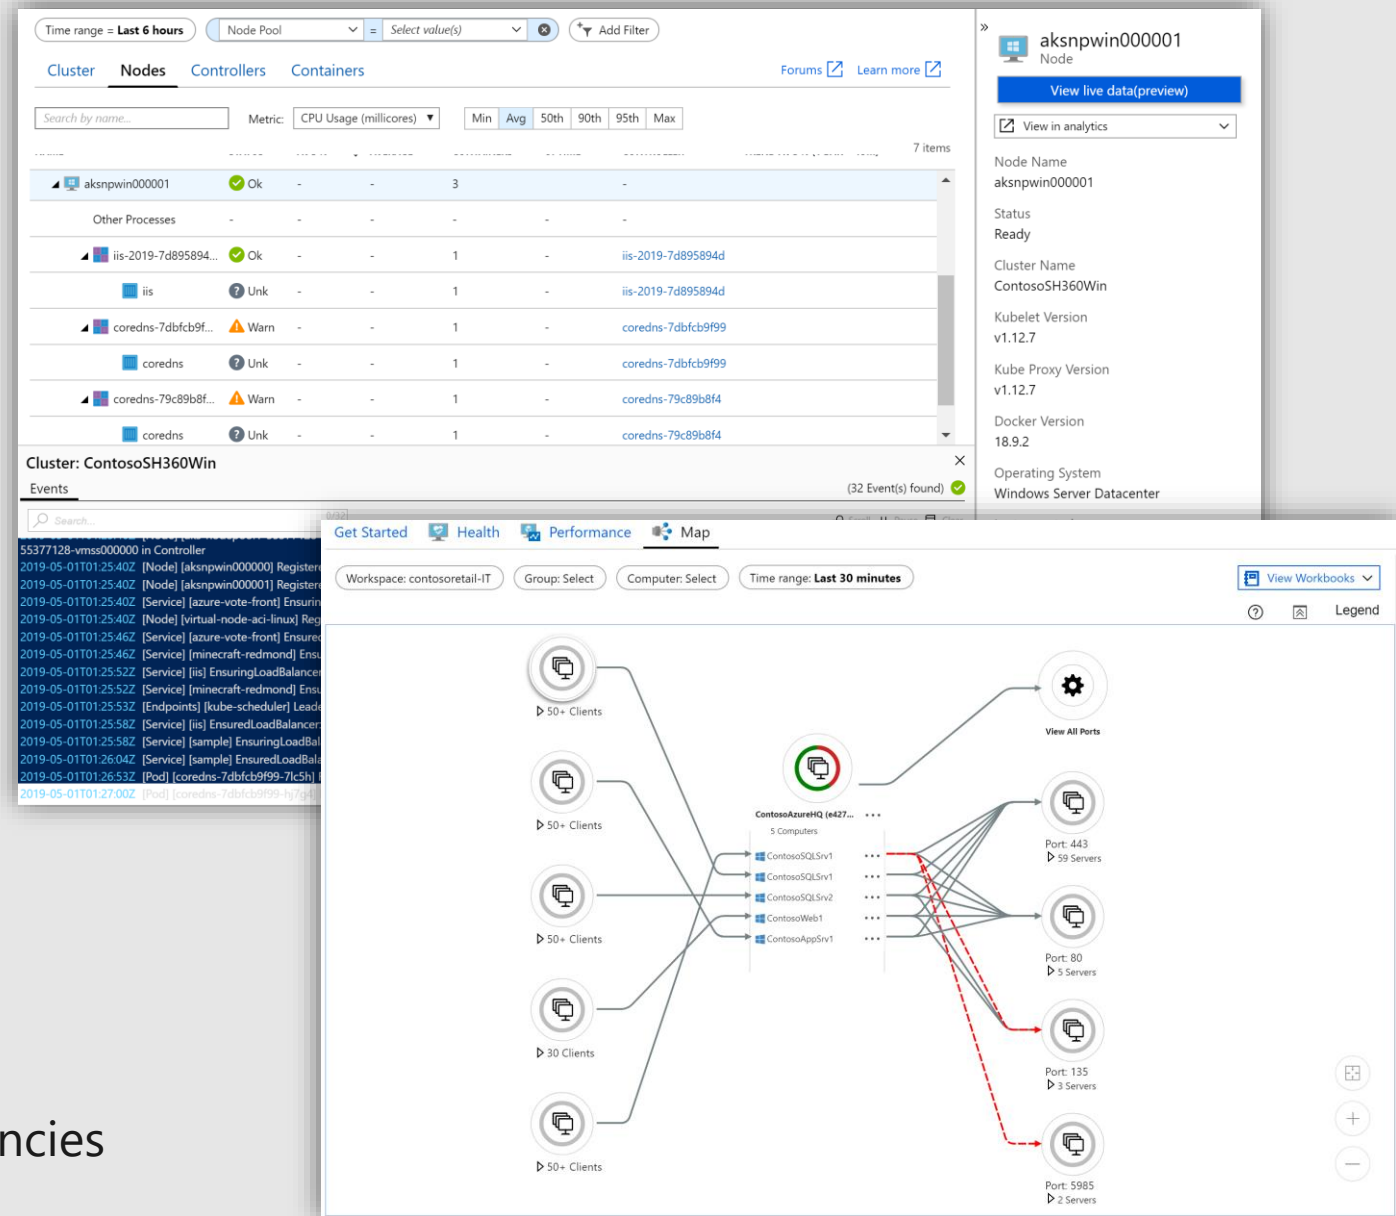 Time range = Last 6 hours
Node Pool = Select value(s)
Add Filter
Cluster Nodes Controllers Containers
Forums Learn more
Search by name...
Metric: CPU Usage (millicores)
Min Avg 50th 90th 95th Max
7 items
aksnpwin000001 Ok - - 3 -
Other Processes - - - - - -
iis-2019-7d895894... Ok - - 1 - iis-2019-7d895894d
iis Unk - - 1 - iis-2019-7d895894d
coredns-7dbfcb9f... Warn - - 1 - coredns-7dbfcb9f99
coredns Unk - - 1 - coredns-7dbfcb9f99
coredns-79c89b8f... Warn - - 1 - coredns-79c89b8f4
coredns Unk - - 1 - coredns-79c89b8f4
aksnpwin000001
Node
View live data(preview)
View in analytics
Node Name
aksnpwin000001
Status
Ready
Cluster Name
ContosoSH360Win
Kubelet Version
v1.12.7
Kube Proxy Version
v1.12.7
Docker Version
18.9.2
Operating System
Windows Server Datacenter
Cluster: ContosoSH360Win
Events
(32 Event(s) found)
Search...
55377128-vmss000000 in Controller
2019-05-01T01:25:40Z [Node] [aksnpwin000000] Registere
2019-05-01T01:25:40Z [Node] [aksnpwin000001] Registere
2019-05-01T01:25:40Z [Service] [azure-vote-front] Ensurin
2019-05-01T01:25:40Z [Node] [virtual-node-aci-linux] Reg
2019-05-01T01:25:46Z [Service] [azure-vote-front] Ensured
2019-05-01T01:25:46Z [Service] [minecraft-redmond] Ensu
2019-05-01T01:25:52Z [Service] [iis] EnsuringLoadBalancer
2019-05-01T01:25:52Z [Service] [minecraft-redmond] Ensu
2019-05-01T01:25:53Z [Endpoints] [kube-scheduler] Leade
2019-05-01T01:25:58Z [Service] [iis] EnsuredLoadBalancer
2019-05-01T01:25:58Z [Service] [sample] EnsuringLoadBal
2019-05-01T01:26:04Z [Service] [sample] EnsuredLoadBala
2019-05-01T01:26:53Z [Pod] [coredns-7dbfcb9f99-7lc5h]
2019-05-01T01:27:00Z [Pod] [coredns-7dbfcb9f99-hj7g4]
Get Started Health Performance Map
Workspace: contosoretail-IT
Group: Select
Computer: Select
Time range: Last 30 minutes
View Workbooks
Legend
50+ Clients
50+ Clients
50+ Clients
30 Clients
50+ Clients
ContosoAzureHQ (e427...
5 Computers
ContosoSQLSrv1
ContosoSQLSrv1
ContosoSQLSrv2
ContosoWeb1
ContosoAppSrv1
View All Ports
Port: 443
59 Servers
Port: 80
5 Servers
Port: 135
3 Servers
Port: 5985
2 Servers
ncies